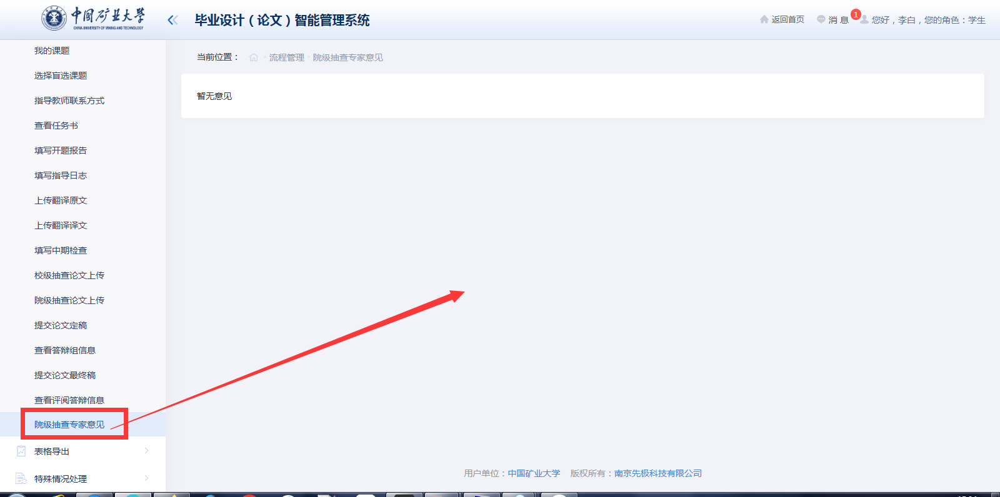 中国矿业大学
CHINA UNIVERSITY OF MINING AND TECHNOLOGY
毕业设计（论文）智能管理系统
返回首页
消 息
1
您好，李白，您的角色：学生
我的课题
选择盲选课题
指导教师联系方式
查看任务书
填写开题报告
填写指导日志
上传翻译原文
上传翻译译文
填写中期检查
校级抽查论文上传
院级抽查论文上传
提交论文定稿
查看答辩组信息
提交论文最终稿
查看评阅答辩信息
院级抽查专家意见
表格导出
特殊情况处理
当前位置： 流程管理 院级抽查专家意见
暂无意见
用户单位：中国矿业大学 版权所有：南京先极科技有限公司